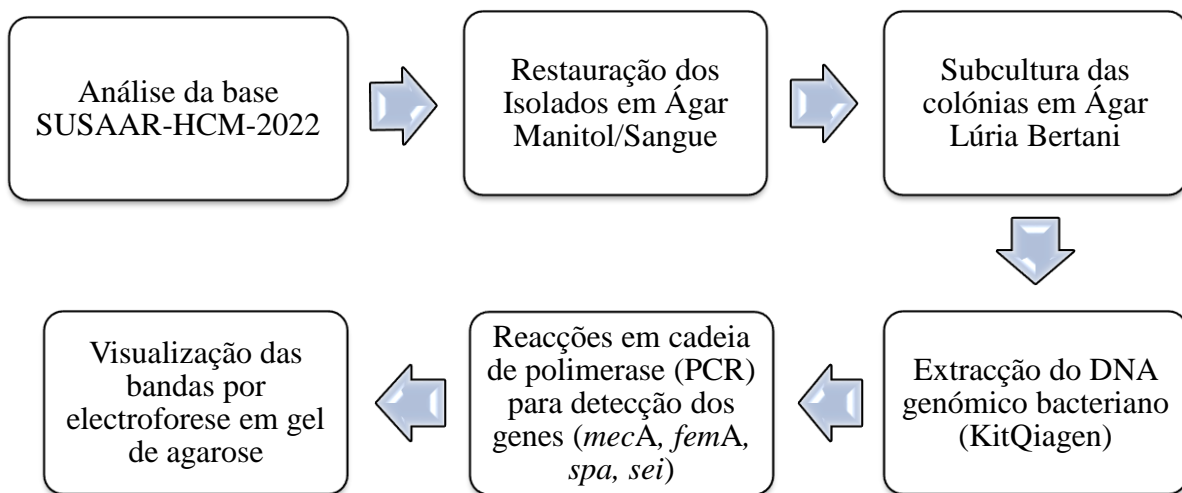 Análise da base
SUSAAR-HCM-2022
Restauração dos
Isolados em Ágar
Manitol/Sangue
Subcultura das
colónias em Ágar
Lúria Bertani
Extracção do DNA
genómico bacteriano
(KitQiagen)
Reacções em cadeia
de polimerase (PCR)
para detecção dos
genes (mecA, femA,
spa, sei)
Visualização das
bandas por
electroforese em gel
de agarose